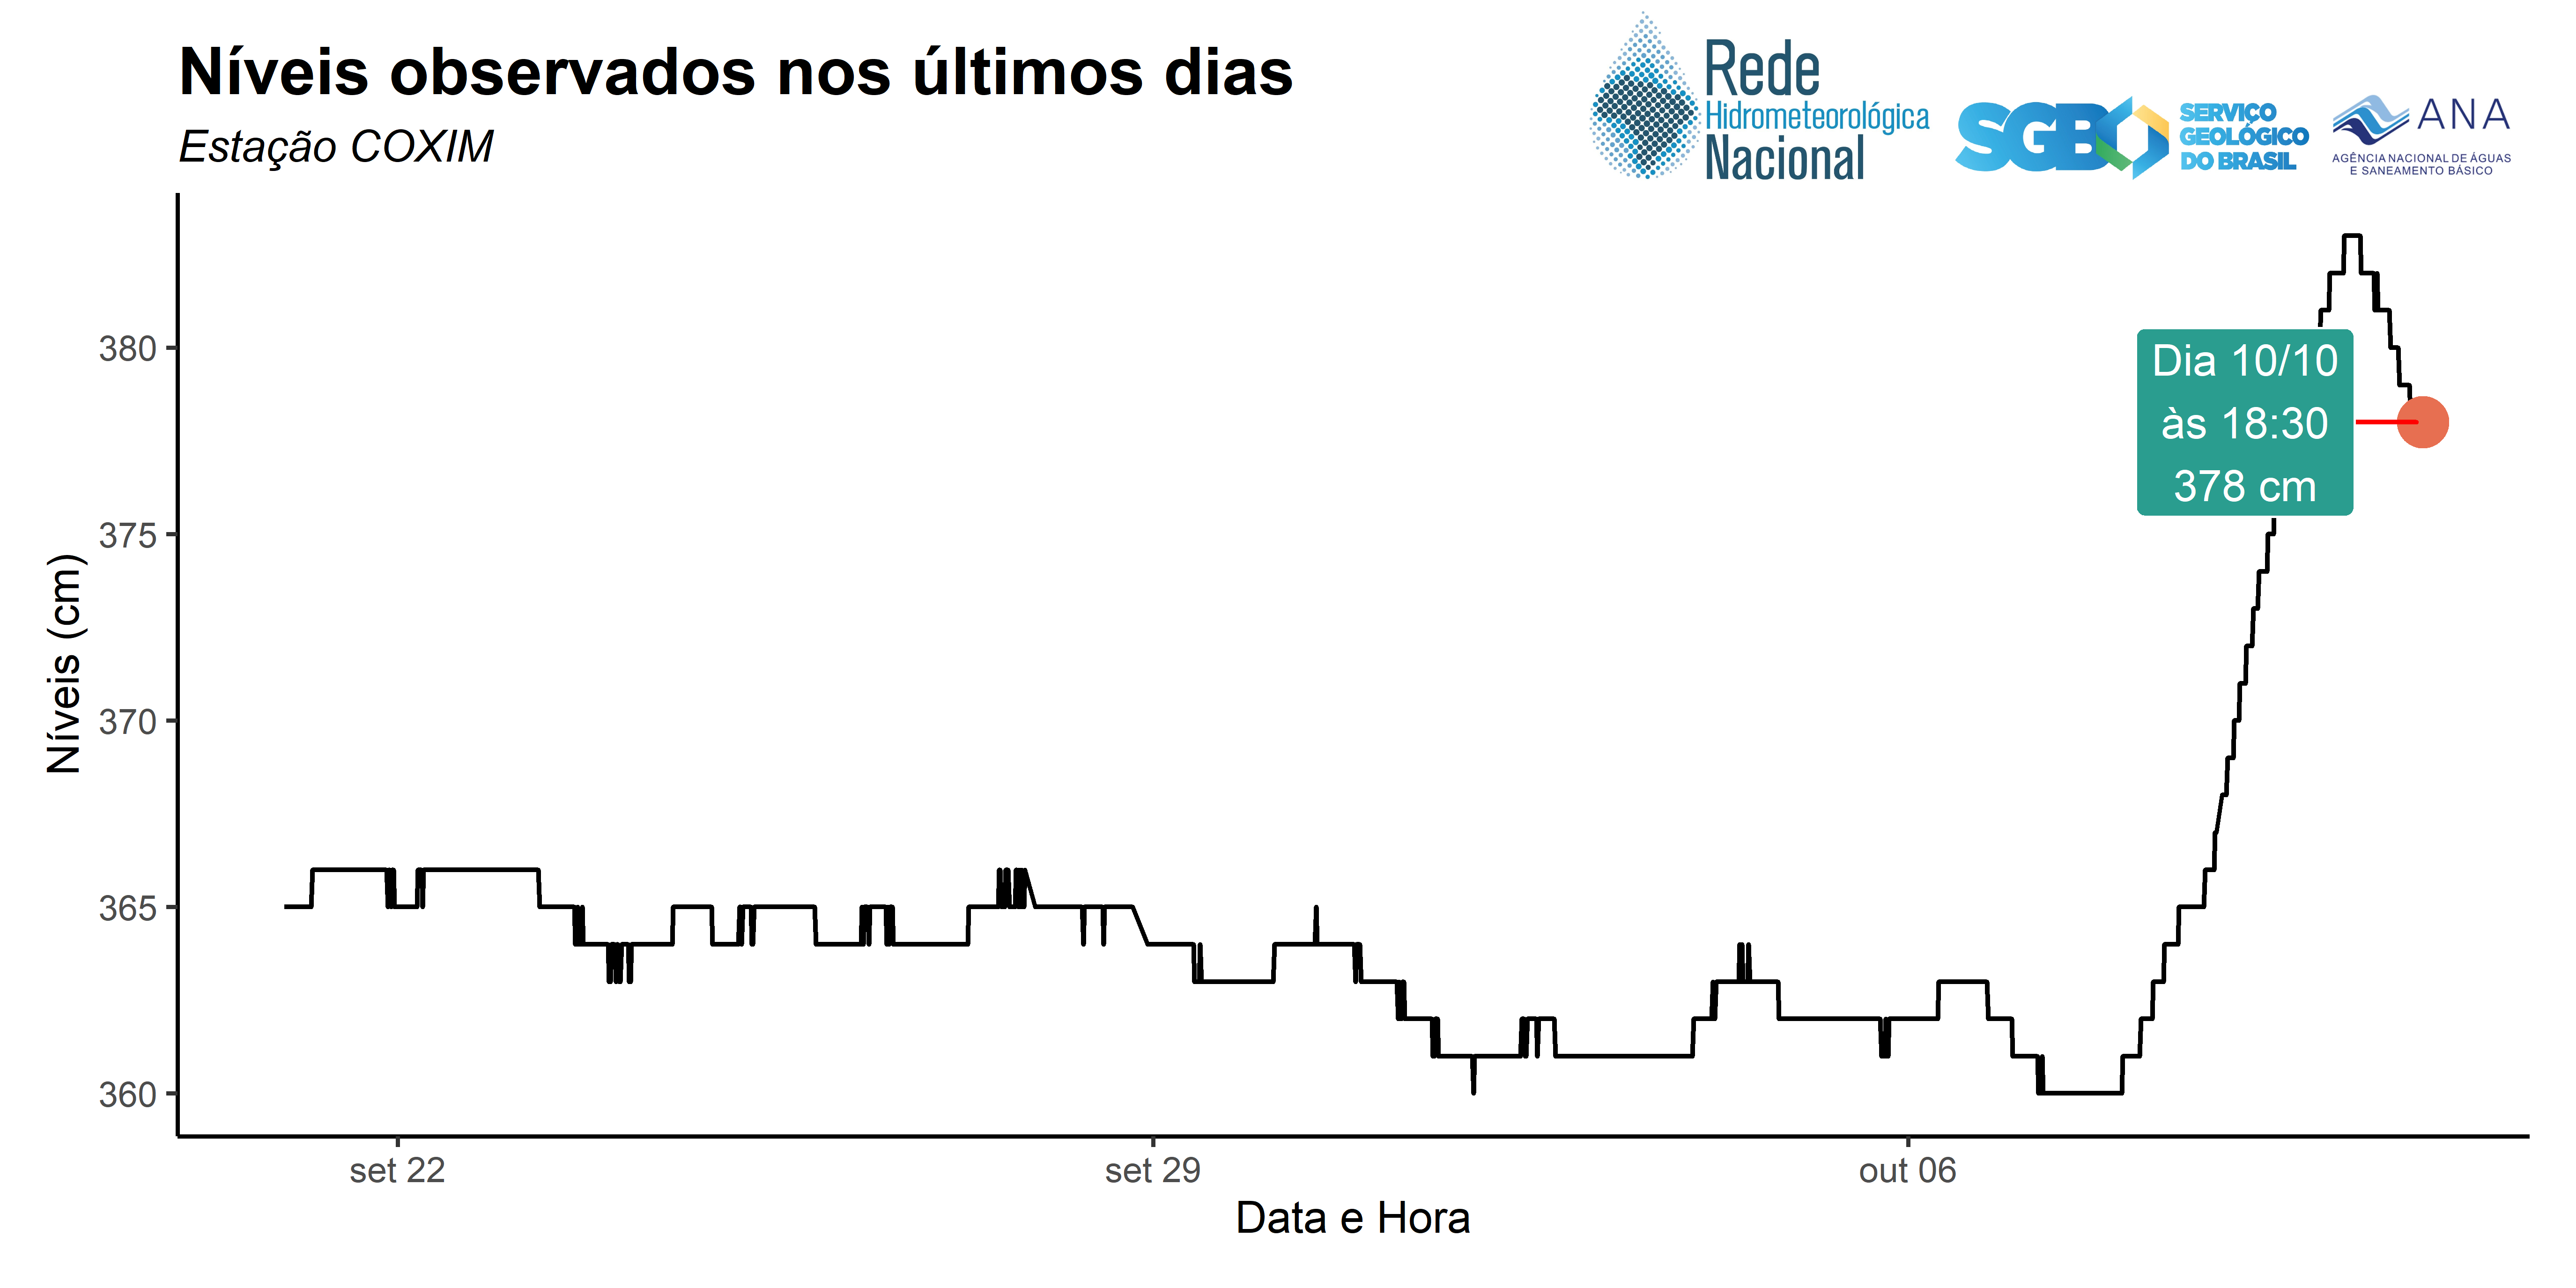 Níveis observados nos últimos dias
Estação COXIM
Rede
Hidrometeorológica
Nacional
SGB
SERVIÇO
GEOLÓGICO
DO BRASIL
ANA
AGÊNCIA NACIONAL DE ÁGUAS
E SANEAMENTO BÁSICO
Níveis (cm)
380
375
370
365
360
Dia 10/10
às 18:30
378 cm
set 22
set 29
out 06
Data e Hora